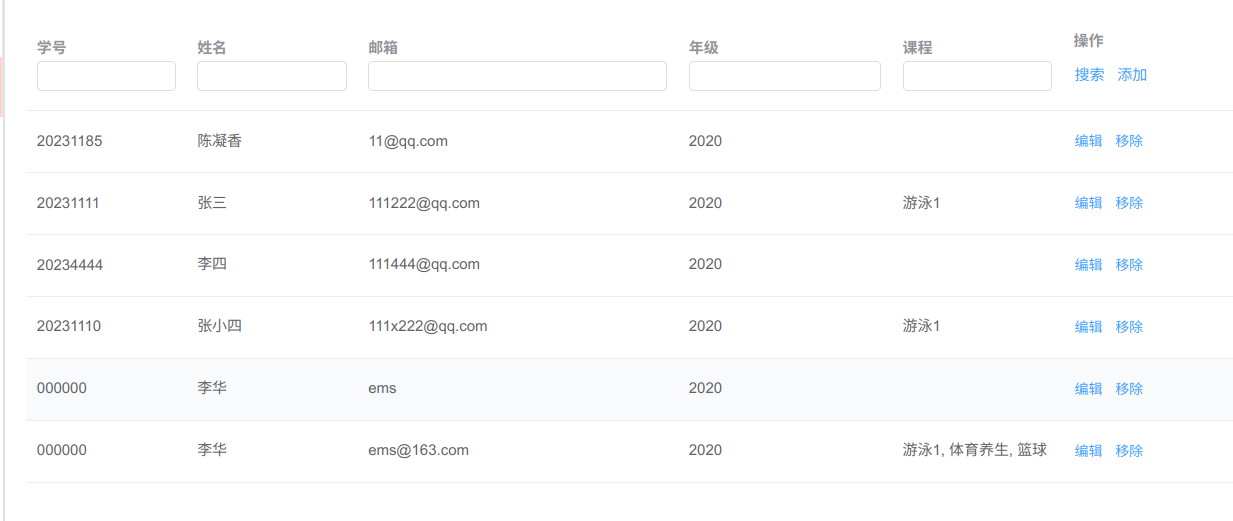 学号 姓名 邮箱 年级 课程 操作
搜索 添加
20231185 陈凝香 11@qq.com 2020 编辑 移除
20231111 张三 111222@qq.com 2020 游泳1 编辑 移除
20234444 李四 111444@qq.com 2020 编辑 移除
20231110 张小四 111x222@qq.com 2020 游泳1 编辑 移除
000000 李华 ems 2020 编辑 移除
000000 李华 ems@163.com 2020 游泳1, 体育养生, 篮球 编辑 移除